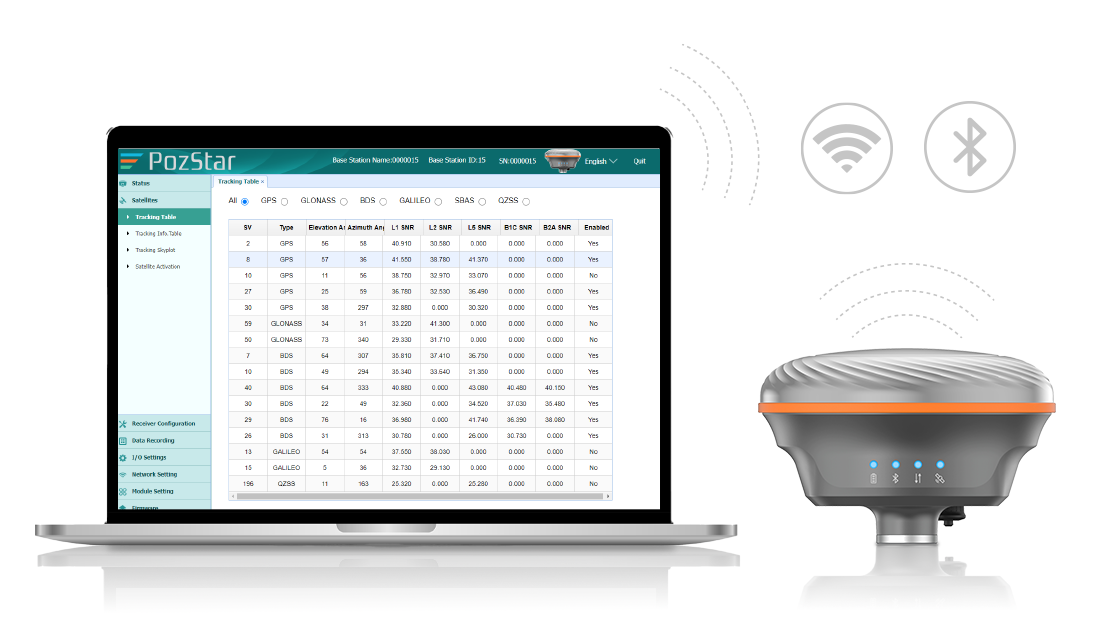 PozStar
Base Station Name:0000015 Base Station ID:15 SN:0000015 English Quit
Status
Satellites
Tracking Table
Tracking Info Table
Tracking Skyplot
Satellite Activation
Receiver Configuration
Data Recording
I/O Settings
Network Setting
Module Setting
Firmware
Tracking Table ×
All GPS GLONASS BDS GALILEO SBAS QZSS
SV Type Elevation An Azimuth Ang L1 SNR L2 SNR L5 SNR B1C SNR B2A SNR Enabled
2 GPS 56 58 40.910 30.580 0.000 0.000 0.000 Yes
8 GPS 57 36 41.550 38.780 41.370 0.000 0.000 Yes
10 GPS 11 56 38.750 32.970 33.070 0.000 0.000 No
27 GPS 25 59 36.780 32.530 36.490 0.000 0.000 Yes
30 GPS 38 297 32.880 0.000 30.320 0.000 0.000 Yes
59 GLONASS 34 31 33.220 41.300 0.000 0.000 0.000 No
50 GLONASS 73 340 29.330 31.710 0.000 0.000 0.000 No
7 BDS 64 307 35.810 37.410 36.750 0.000 0.000 Yes
10 BDS 49 294 35.340 33.640 31.350 0.000 0.000 Yes
40 BDS 64 333 40.880 0.000 43.080 40.480 40.150 Yes
30 BDS 22 49 32.360 0.000 34.520 37.030 35.480 Yes
29 BDS 76 16 36.980 0.000 41.740 36.390 38.080 Yes
26 BDS 31 313 30.780 0.000 26.000 30.730 0.000 Yes
13 GALILEO 54 54 37.550 38.030 0.000 0.000 0.000 No
15 GALILEO 5 36 32.730 29.130 0.000 0.000 0.000 No
196 QZSS 11 163 25.320 0.000 25.280 0.000 0.000 No